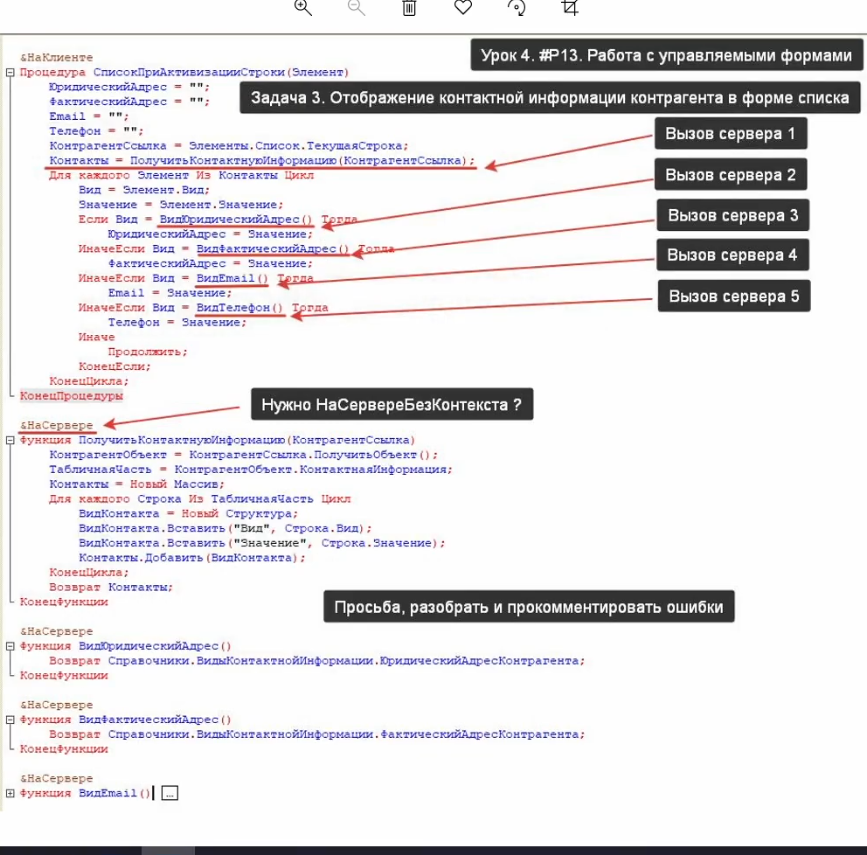 &НаКлиенте
Урок 4. #P13. Работа с управляемыми формами
Процедура СписокПриАктивизацииСтроки(Элемент)
ЮридическийАдрес = "";
Задача 3. Отображение контактной информации контрагента в форме списка
ФактическийАдрес = "";
Email = "";
Телефон = "";
Вызов сервера 1
КонтрагентСсылка = Элементы.Список.ТекущаяСтрока;
Контакты = ПолучитьКонтактнуюИнформацию(КонтрагентСсылка);
Для каждого Элемент Из Контакты Цикл
Вызов сервера 2
Вид = Элемент.Вид;
Значение = Элемент.Значение;
Вызов сервера 3
Если Вид = ВидЮридическийАдрес() Тогда
ЮридическийАдрес = Значение;
ИначеЕсли Вид = ВидФактическийАдрес() Тогда
Вызов сервера 4
ФактическийАдрес = Значение;
ИначеЕсли Вид = ВидEmail() Тогда
Email = Значение;
Вызов сервера 5
ИначеЕсли Вид = ВидТелефон() Тогда
Телефон = Значение;
Иначе
Продолжить;
КонецЕсли;
КонецЦикла;
КонецПроцедуры
Нужно НаСервереБезКонтекста ?
&НаСервере
Функция ПолучитьКонтактнуюИнформацию(КонтрагентСсылка)
КонтрагентОбъект = КонтрагентСсылка.ПолучитьОбъект();
ТабличнаяЧасть = КонтрагентОбъект.КонтактнаяИнформация;
Контакты = Новый Массив;
Для каждого Строка Из ТабличнаяЧасть Цикл
ВидКонтакта = Новый Структура;
ВидКонтакта.Вставить("Вид", Строка.Вид);
ВидКонтакта.Вставить("Значение", Строка.Значение);
Контакты.Добавить(ВидКонтакта);
КонецЦикла;
Возврат Контакты;
КонецФункции
Просьба, разобрать и прокомментировать ошибки
&НаСервере
Функция ВидЮридическийАдрес()
Возврат Справочники.ВидыКонтактнойИнформации.ЮридическийАдресКонтрагента;
КонецФункции
&НаСервере
Функция ВидФактическийАдрес()
Возврат Справочники.ВидыКонтактнойИнформации.ФактическийАдресКонтрагента;
КонецФункции
&НаСервере
Функция ВидEmail() ...